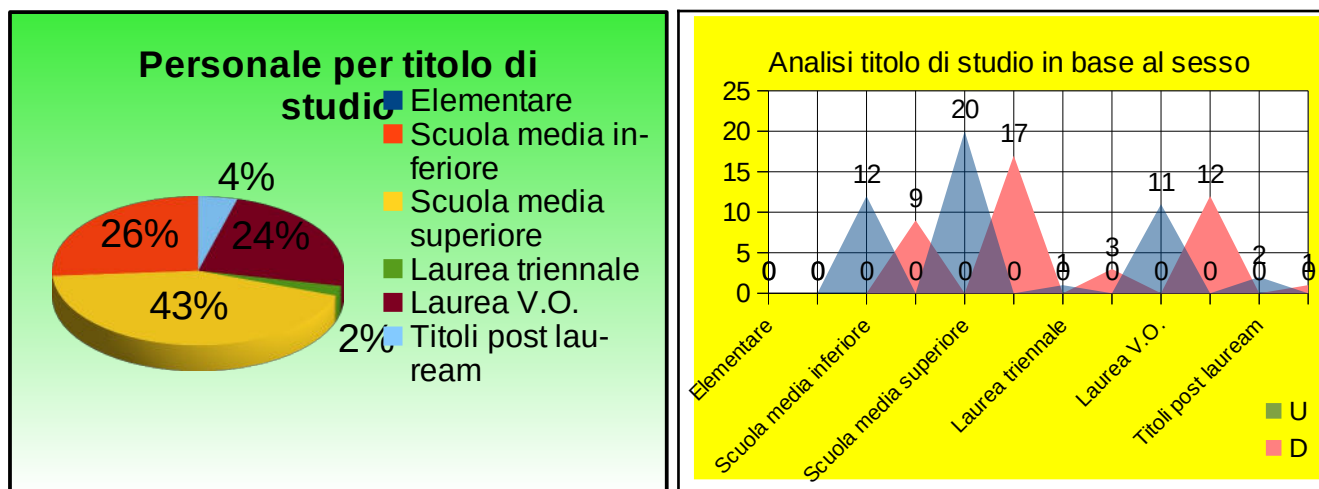 Personale per titolo di
studio
Elementare
Scuola media in-
feriore
Scuola media
superiore
Laurea triennale
Laurea V.O.
Titoli post lau-
ream
4%
26%
24%
43%
2%
Analisi titolo di studio in base al sesso
25
20
15
10
5
0
20
17
12
9
11
12
1
3
2
1
0 0 0 0 0 0 0 0 0 0 0 0
Elementare
Scuola media inferiore
Scuola media superiore
Laurea triennale
Laurea V.O.
Titoli post lauream
U
D